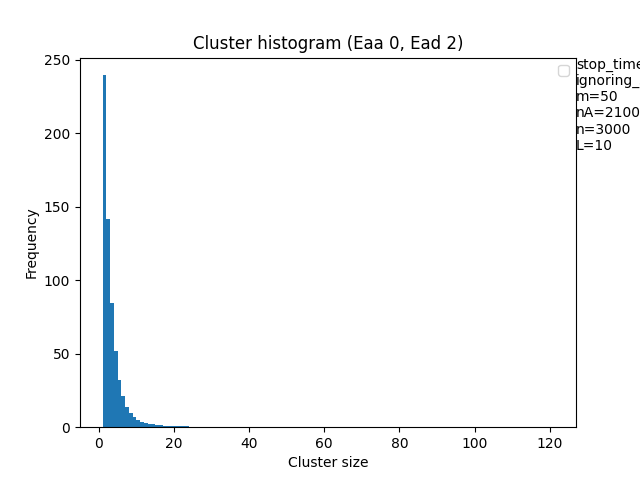 Cluster histogram (Eaa 0, Ead 2)
stop_time
ignoring_
m=50
nA=2100
n=3000
L=10
250
200
150
100
50
0
Frequency
0 20 40 60 80 100 120
Cluster size